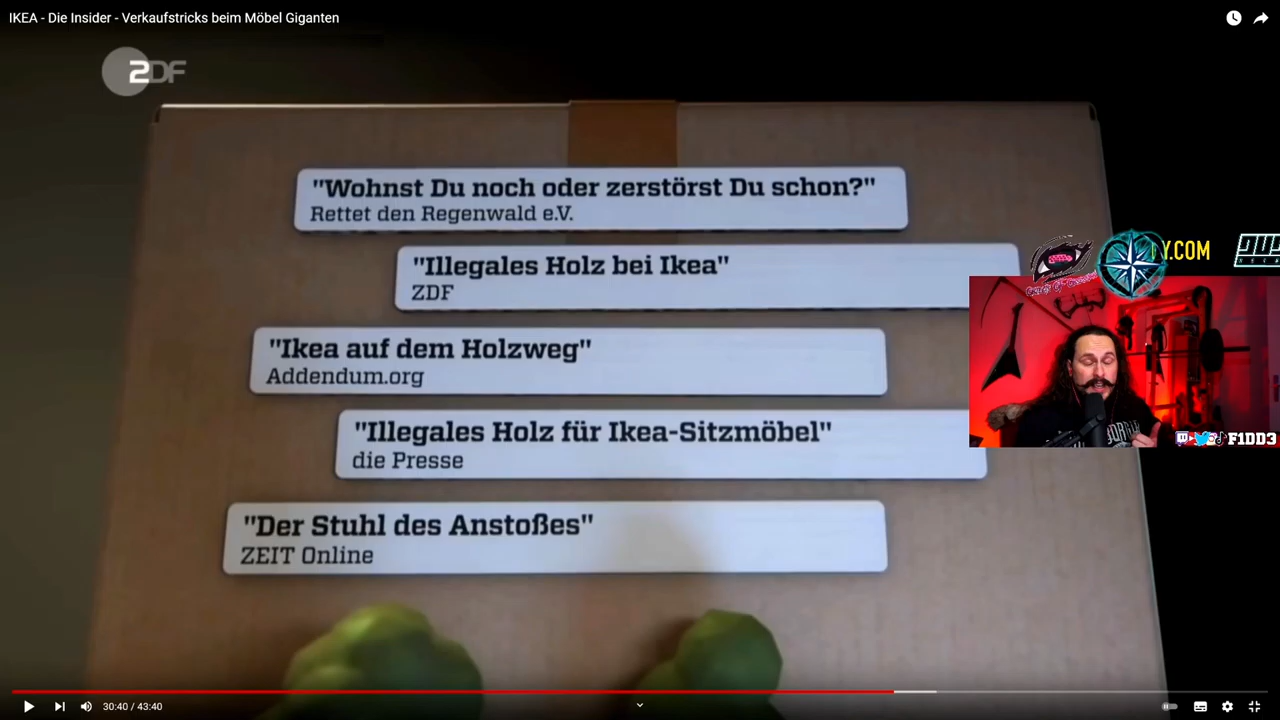 IKEA - Die Insider - Verkaufstricks beim Möbel Giganten
2DF
"Wohnst Du noch oder zerstörst Du schon?"
Rettet den Regenwald e.V.
"Illegales Holz bei Ikea"
ZDF
Y.COM
"Ikea auf dem Holzweg"
Addendum.org
"Illegales Holz für Ikea-Sitzmöbel"
die Presse
F1DD3
"Der Stuhl des Anstoßes"
ZEIT Online
30:40 / 43:40